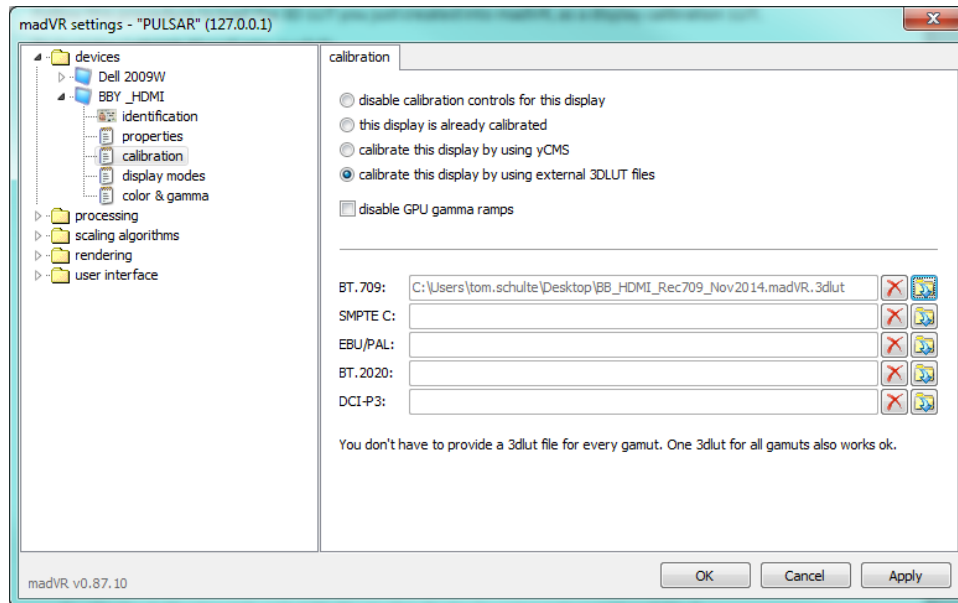 madVR settings - "PULSAR" (127.0.0.1)
devices
Dell 2009W
BBY _HDMI
identification
properties
calibration
display modes
color & gamma
processing
scaling algorithms
rendering
user interface
madVR v0.87.10
calibration
disable calibration controls for this display
this display is already calibrated
calibrate this display by using yCMS
calibrate this display by using external 3DLUT files
disable GPU gamma ramps
BT.709: C:\Users\tom.schulte\Desktop\BB_HDMI_Rec709_Nov2014.madVR.3dlut
SMPTE C:
EBU/PAL:
BT.2020:
DCI-P3:
You don't have to provide a 3dlut file for every gamut. One 3dlut for all gamuts also works ok.
OK Cancel Apply